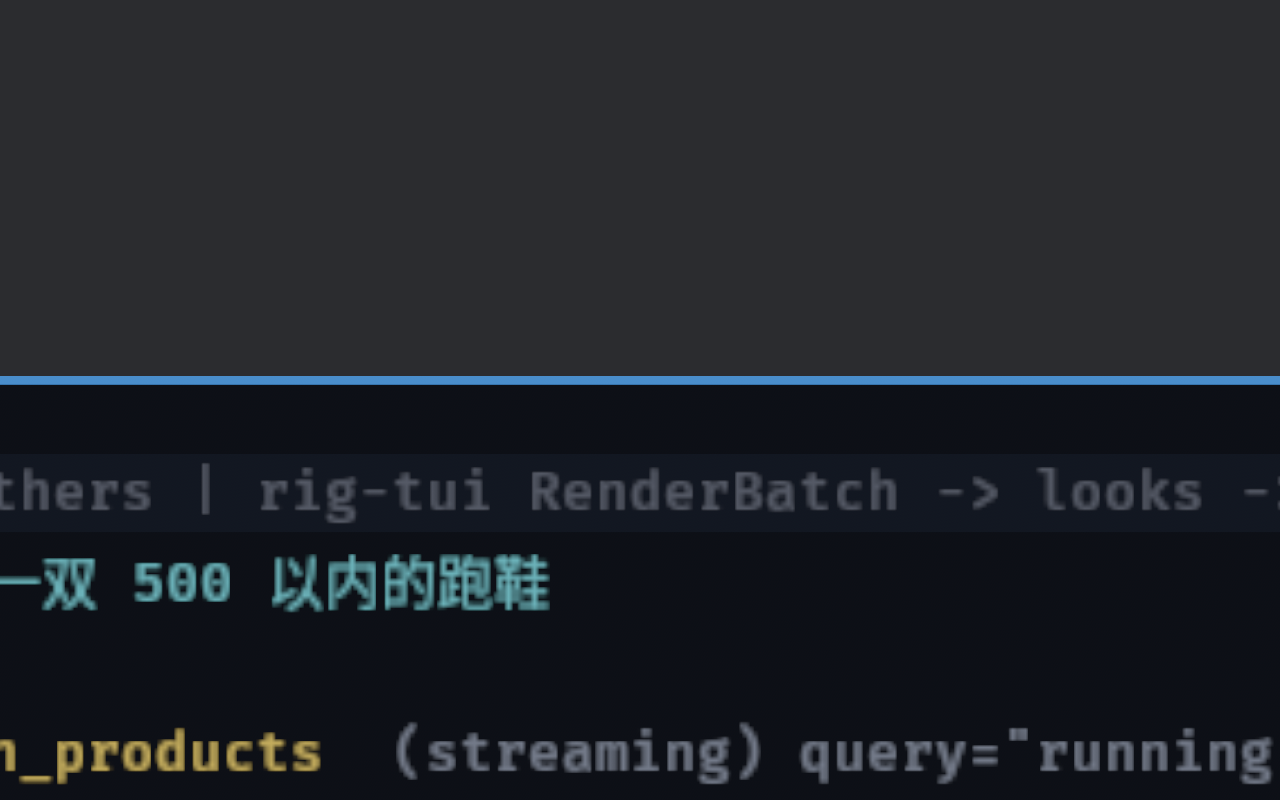 thers | rig-tui RenderBatch -> looks -
一双 500 以内的跑鞋
n_products (streaming) query="running